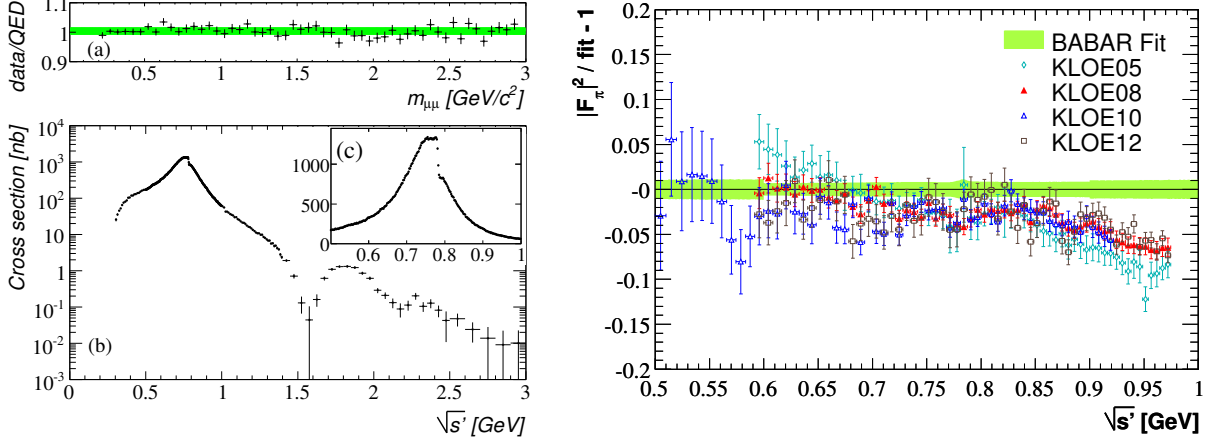 data/QED
1.1
1
0.9
(a)
0.5 1 1.5 2 2.5 3
m_μμ [GeV/c²]
Cross section [nb]
10⁴
10³
10²
10
1
10⁻¹
10⁻²
10⁻³
(b)
0 0.5 1 1.5 2 2.5 3
√s' [GeV]
(c)
1000
500
0
0.6 0.7 0.8 0.9 1
|F_π|² / fit - 1
0.2
0.15
0.1
0.05
-0
-0.05
-0.1
-0.15
-0.2
BABAR Fit
KLOE05
KLOE08
KLOE10
KLOE12
0.5 0.55 0.6 0.65 0.7 0.75 0.8 0.85 0.9 0.95 1
√s' [GeV]